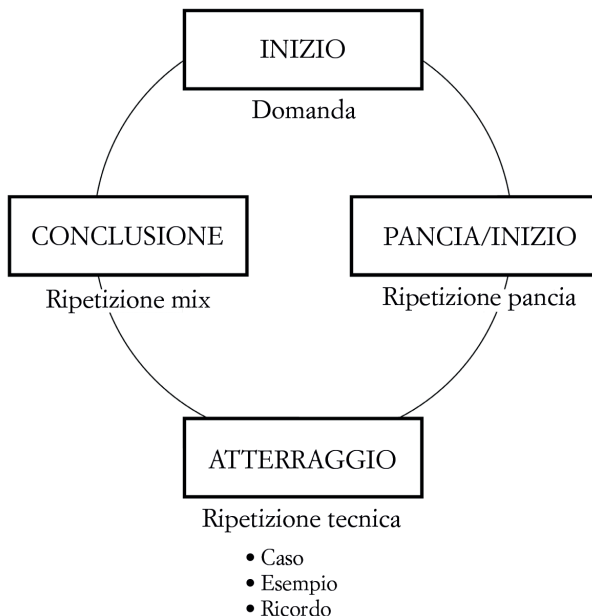 INIZIO
Domanda
CONCLUSIONE
Ripetizione mix
PANCIA/INIZIO
Ripetizione pancia
ATTERRAGGIO
Ripetizione tecnica
• Caso
• Esempio
• Ricordo